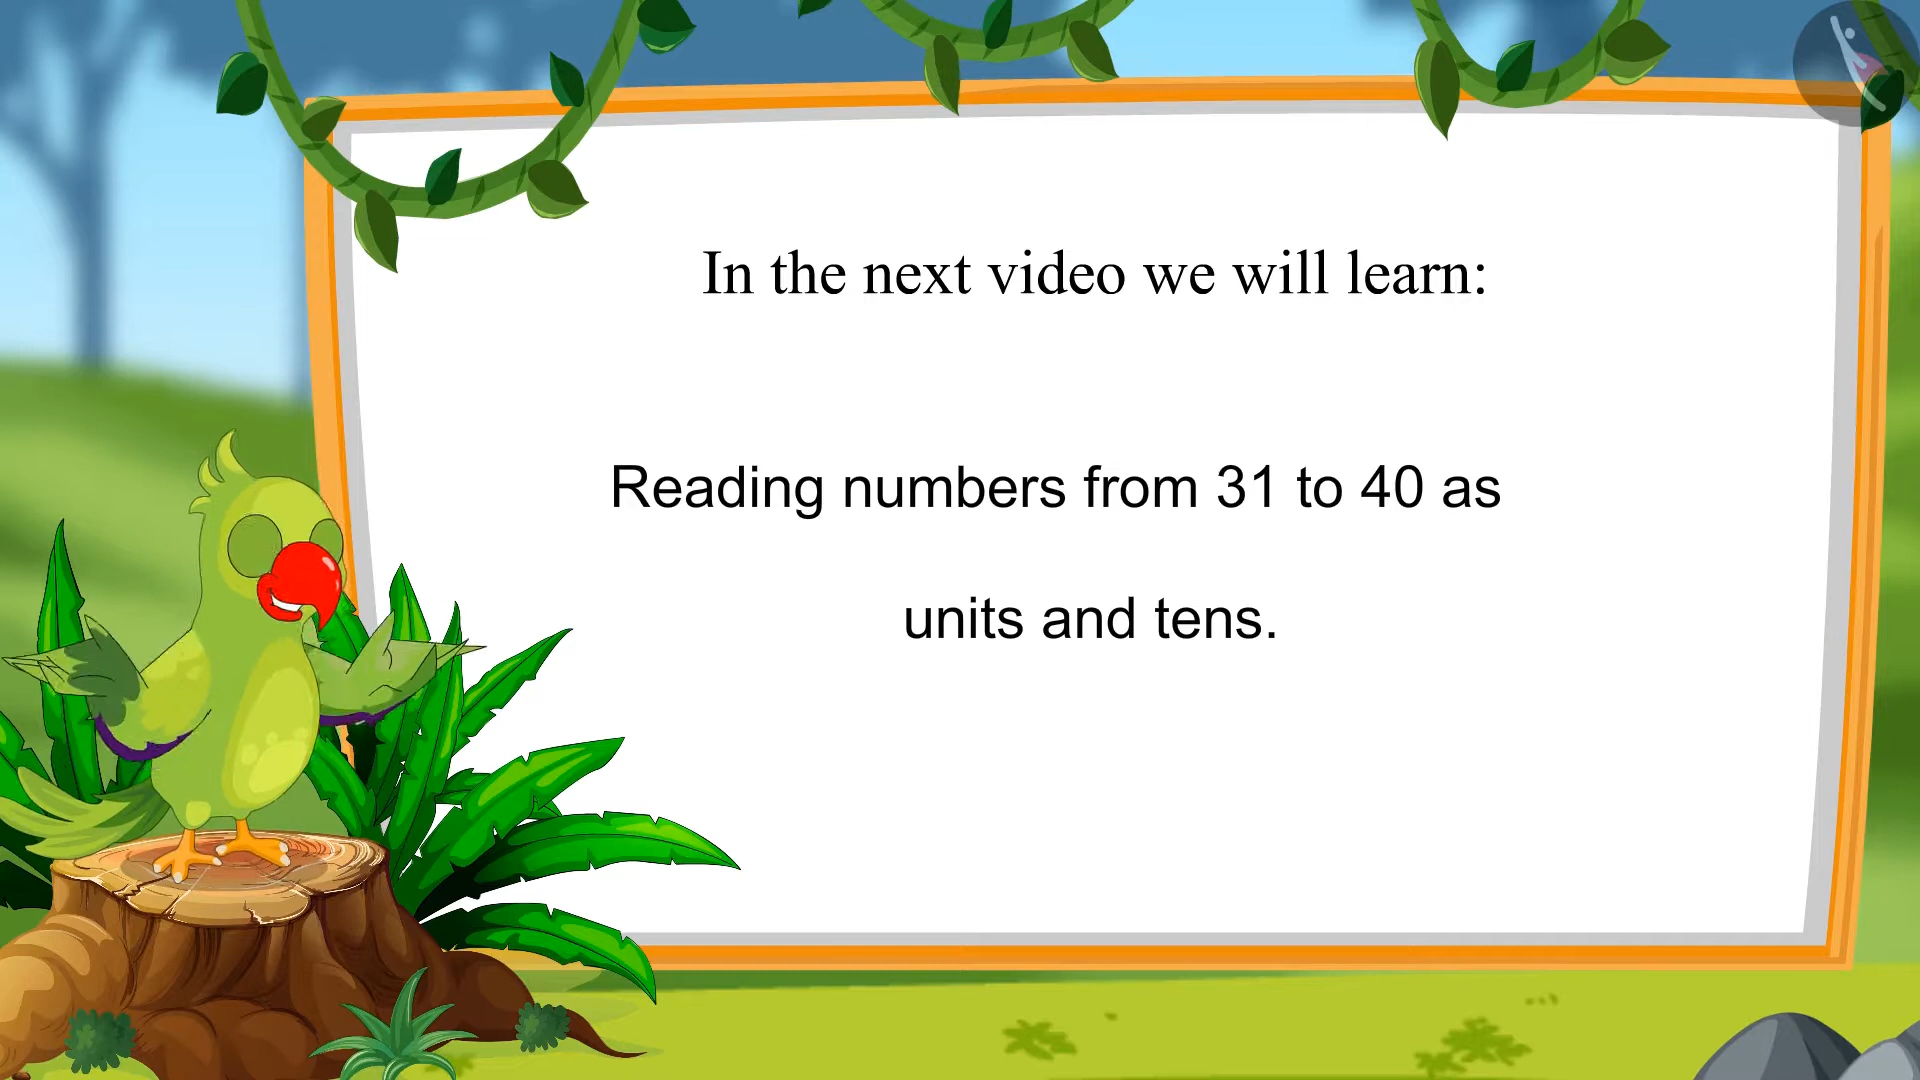 In the next video we will learn:
Reading numbers from 31 to 40 as
units and tens.